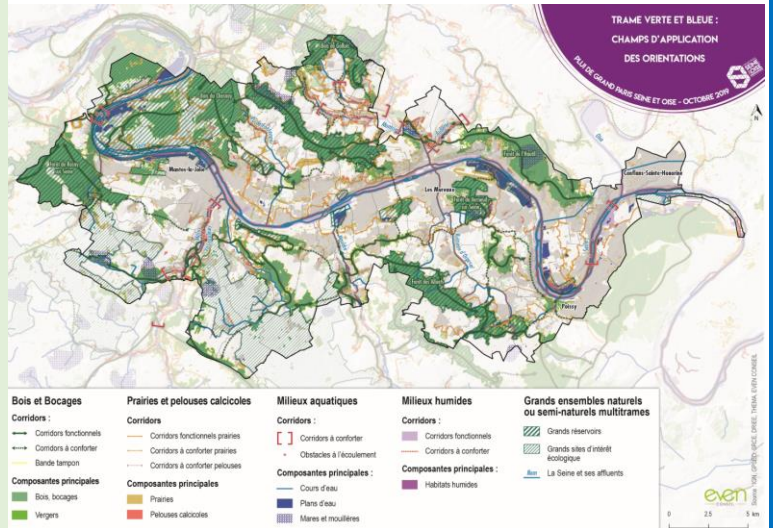 TRAME VERTE ET BLEUE :
CHAMPS D'APPLICATION
DES ORIENTATIONS
PLUI DE GRAND PARIS SEINE ET OISE - OCTOBRE 2019
N
Mantes-la-Jolie
Les Mureaux
Conflans-Sainte-Honorine
Poissy
Bois et Bocages
Corridors :
Corridors fonctionnels
Corridors à conforter
Bande tampon
Composantes principales
Bois, bocages
Vergers
Prairies et pelouses calcicoles
Corridors
Corridors fonctionnels prairies
Corridors à conforter prairies
Corridors à conforter pelouses
Composantes principales
Prairies
Pelouses calcicoles
Milieux aquatiques
Corridors :
Corridors à conforter
Obstacles à l'écoulement
Composantes principales :
Cours d'eau
Plans d'eau
Mares et mouillères
Milieux humides
Corridors :
Corridors fonctionnels
Corridors à conforter
Composantes principales :
Habitats humides
Grands ensembles naturels
ou semi-naturels multitrames
Grands réservoirs
Grands sites d'intérêt
écologique
La Seine et ses affluents
even
0 2.5 5 km